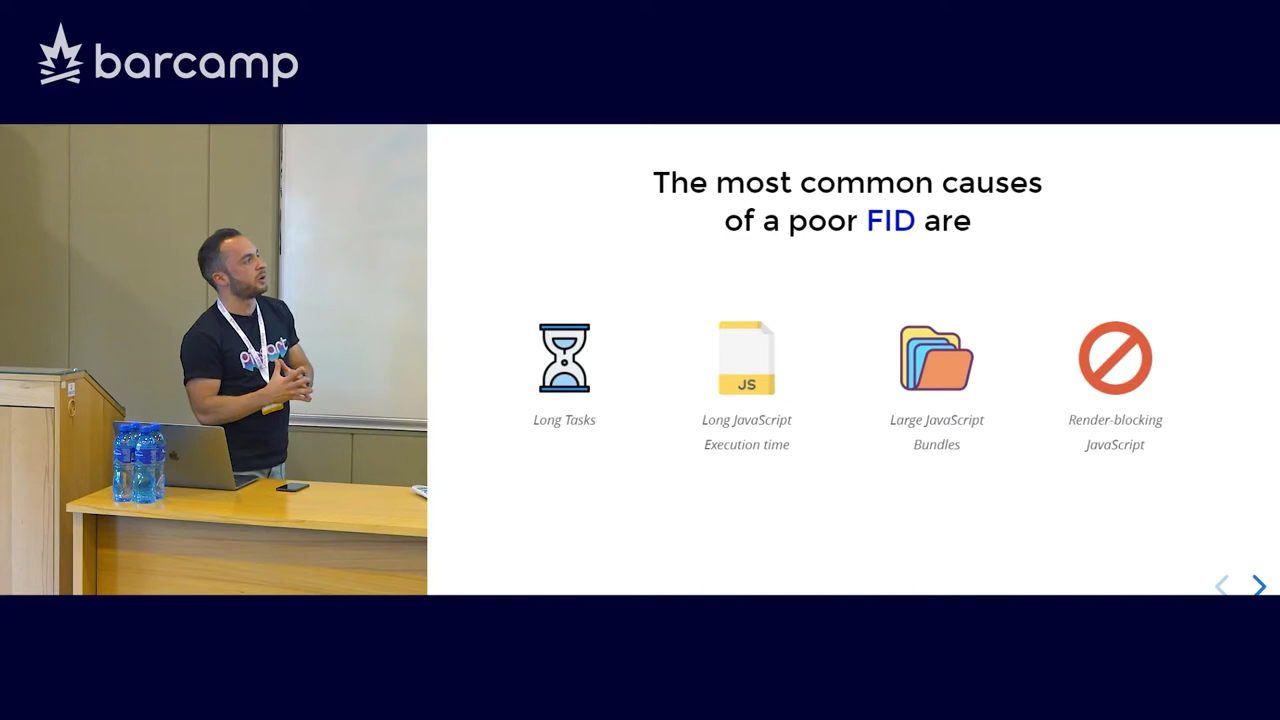 barcamp
The most common causes
of a poor FID are
JS
Long Tasks
Long JavaScript
Execution time
Large JavaScript
Bundles
Render-blocking
JavaScript